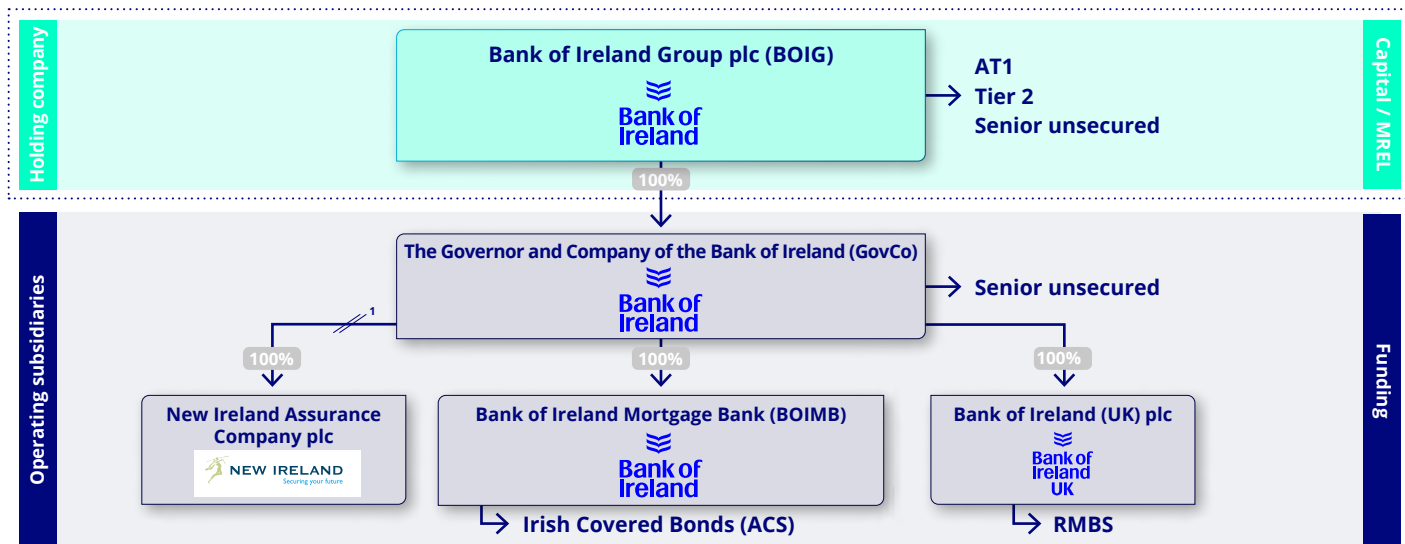 Holding company
Bank of Ireland Group plc (BOIG)
Bank of
Ireland
AT1
Tier 2
Senior unsecured
Capital / MREL
100%
Operating subsidiaries
The Governor and Company of the Bank of Ireland (GovCo)
Bank of
Ireland
Senior unsecured
Funding
1
100%
100%
100%
New Ireland Assurance
Company plc
NEW IRELAND
Securing your future
Bank of Ireland Mortgage Bank (BOIMB)
Bank of
Ireland
Bank of Ireland (UK) plc
Bank of
Ireland
UK
Irish Covered Bonds (ACS)
RMBS